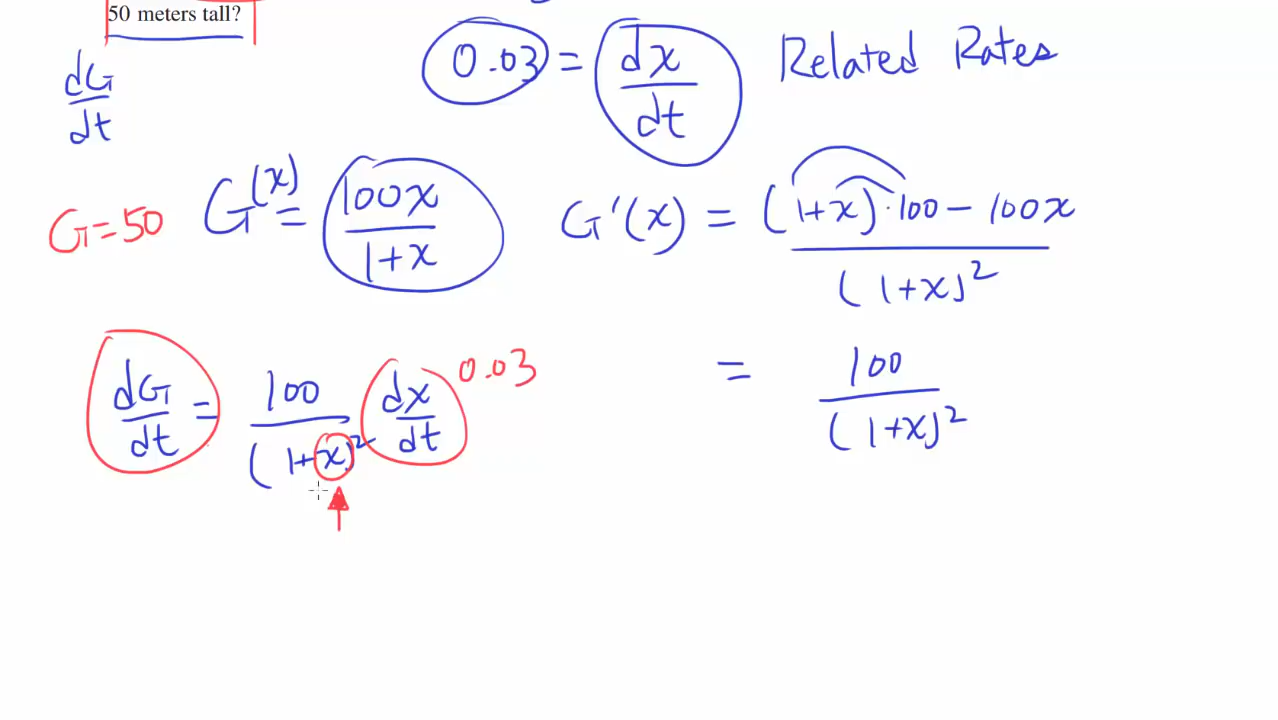 50 meters tall?
0.03 = dx/dt Related Rates
dG/dt
G=50 G(x) = 100x/1+x G'(x) = (1+x)·100 - 100x/(1+x)²
dG/dt = 100/(1+x)² dx/dt 0.03 = 100/(1+x)²